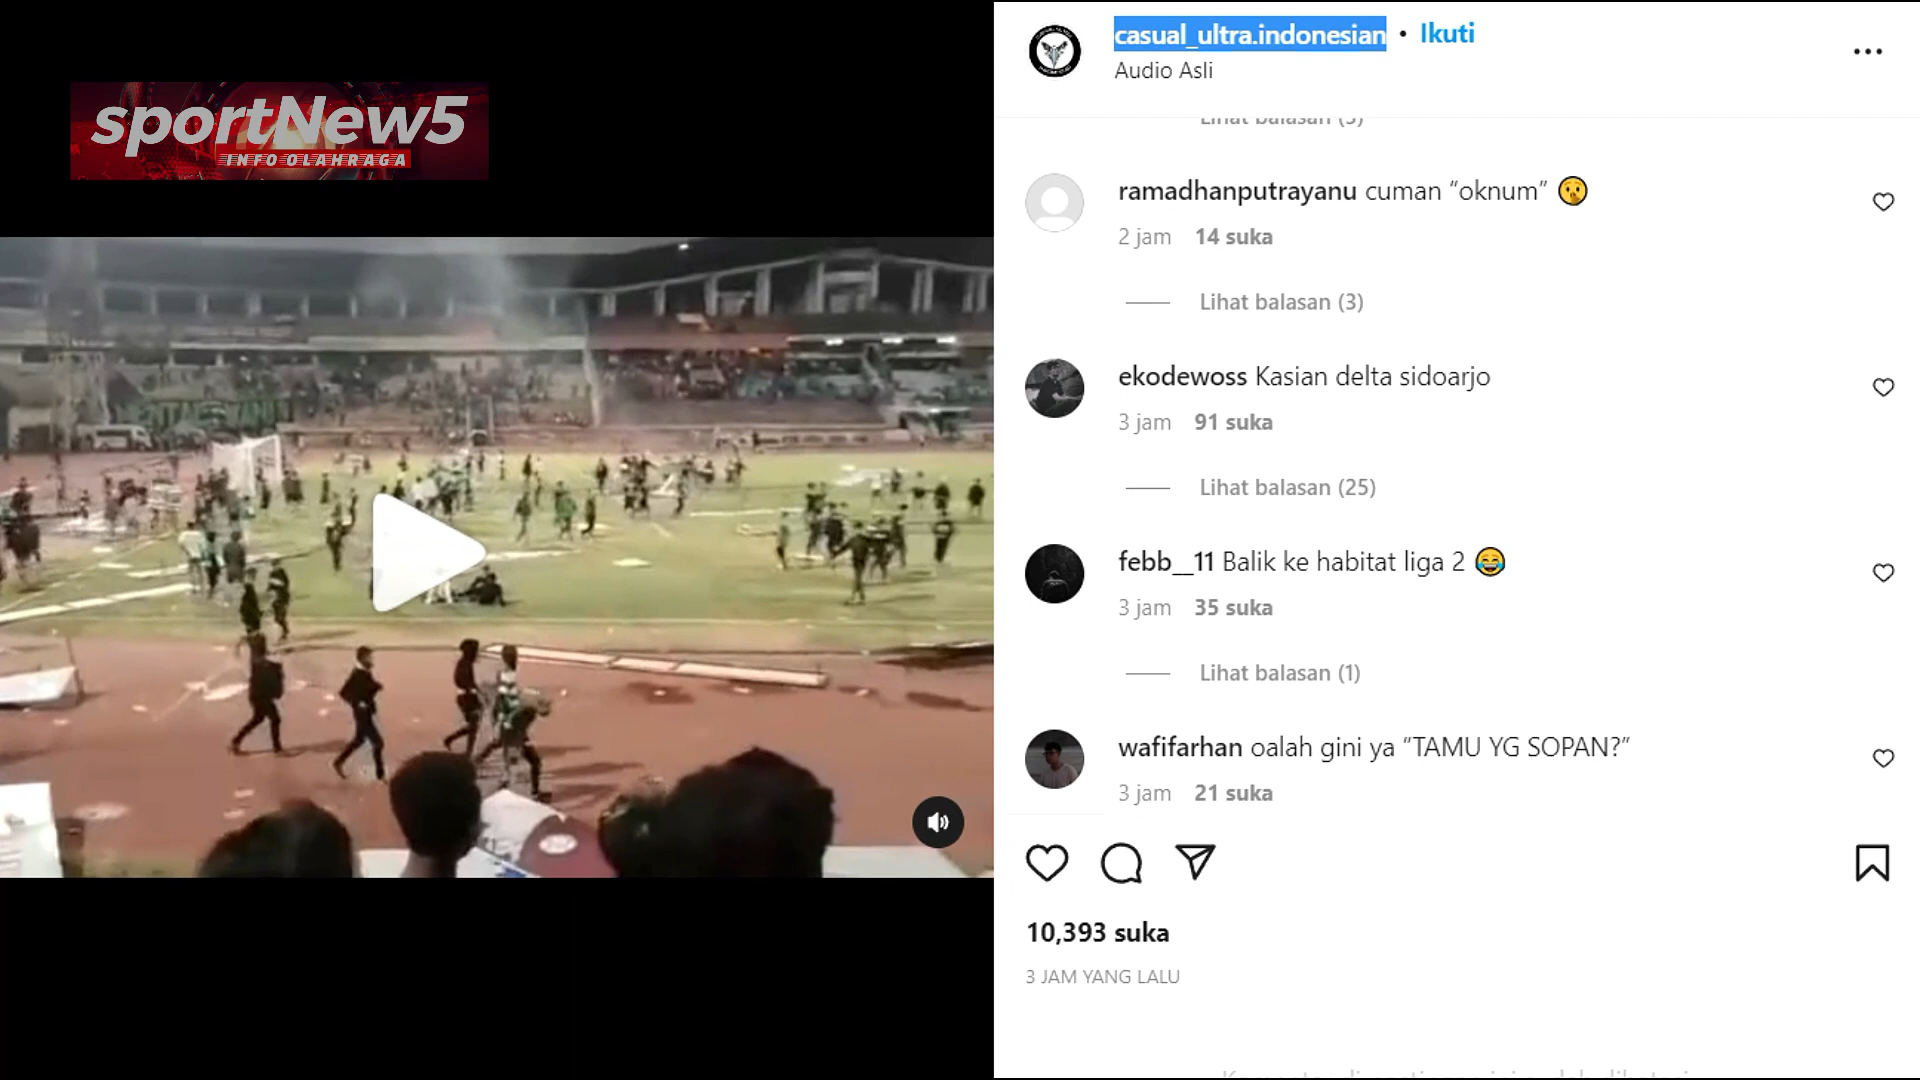 sportNew5
INFO OLAHRAGA
casual_ultra.indonesian • Ikuti
Audio Asli
Lihat balasan (5)
ramadhanputrayanu cuman “oknum” 🤫
2 jam 14 suka
Lihat balasan (3)
ekodewoss Kasian delta sidoarjo
3 jam 91 suka
Lihat balasan (25)
febb__11 Balik ke habitat liga 2 😂
3 jam 35 suka
Lihat balasan (1)
wafifarhan oalah gini ya “TAMU YG SOPAN?”
3 jam 21 suka
10,393 suka
3 JAM YANG LALU